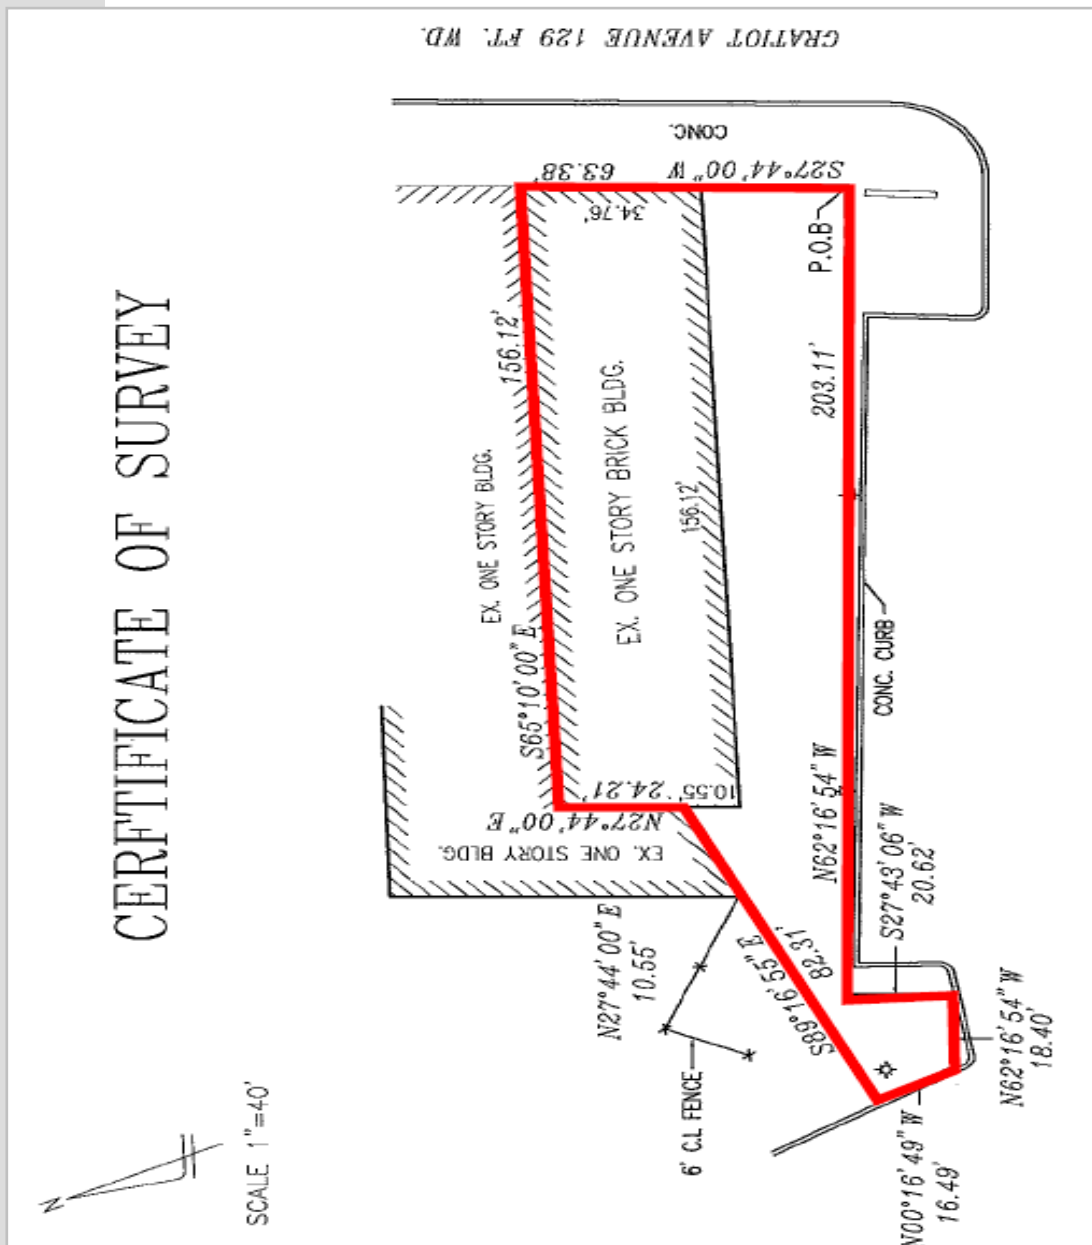 CERFTIFICATE OF SURVEY
GRATIOT AVENUE 129 FT. WD.
CONC.
S27°44'00" W
63.38'
34.76'
P.O.B
156.12'
S65°10'00" E
EX. ONE STORY BLDG.
EX. ONE STORY BRICK BLDG.
156.12'
203.11'
N62°16'54" W
CONC. CURB
24.21'
10.55'
N27°44'00" E
EX. ONE STORY BLDG.
N27°44'00" E
10.55'
S89°16'55" E
82.31'
S27°43'06" W
20.62'
N62°16'54" W
18.40'
N00°16'49" W
16.49'
6' C.L FENCE
N
SCALE 1"=40'